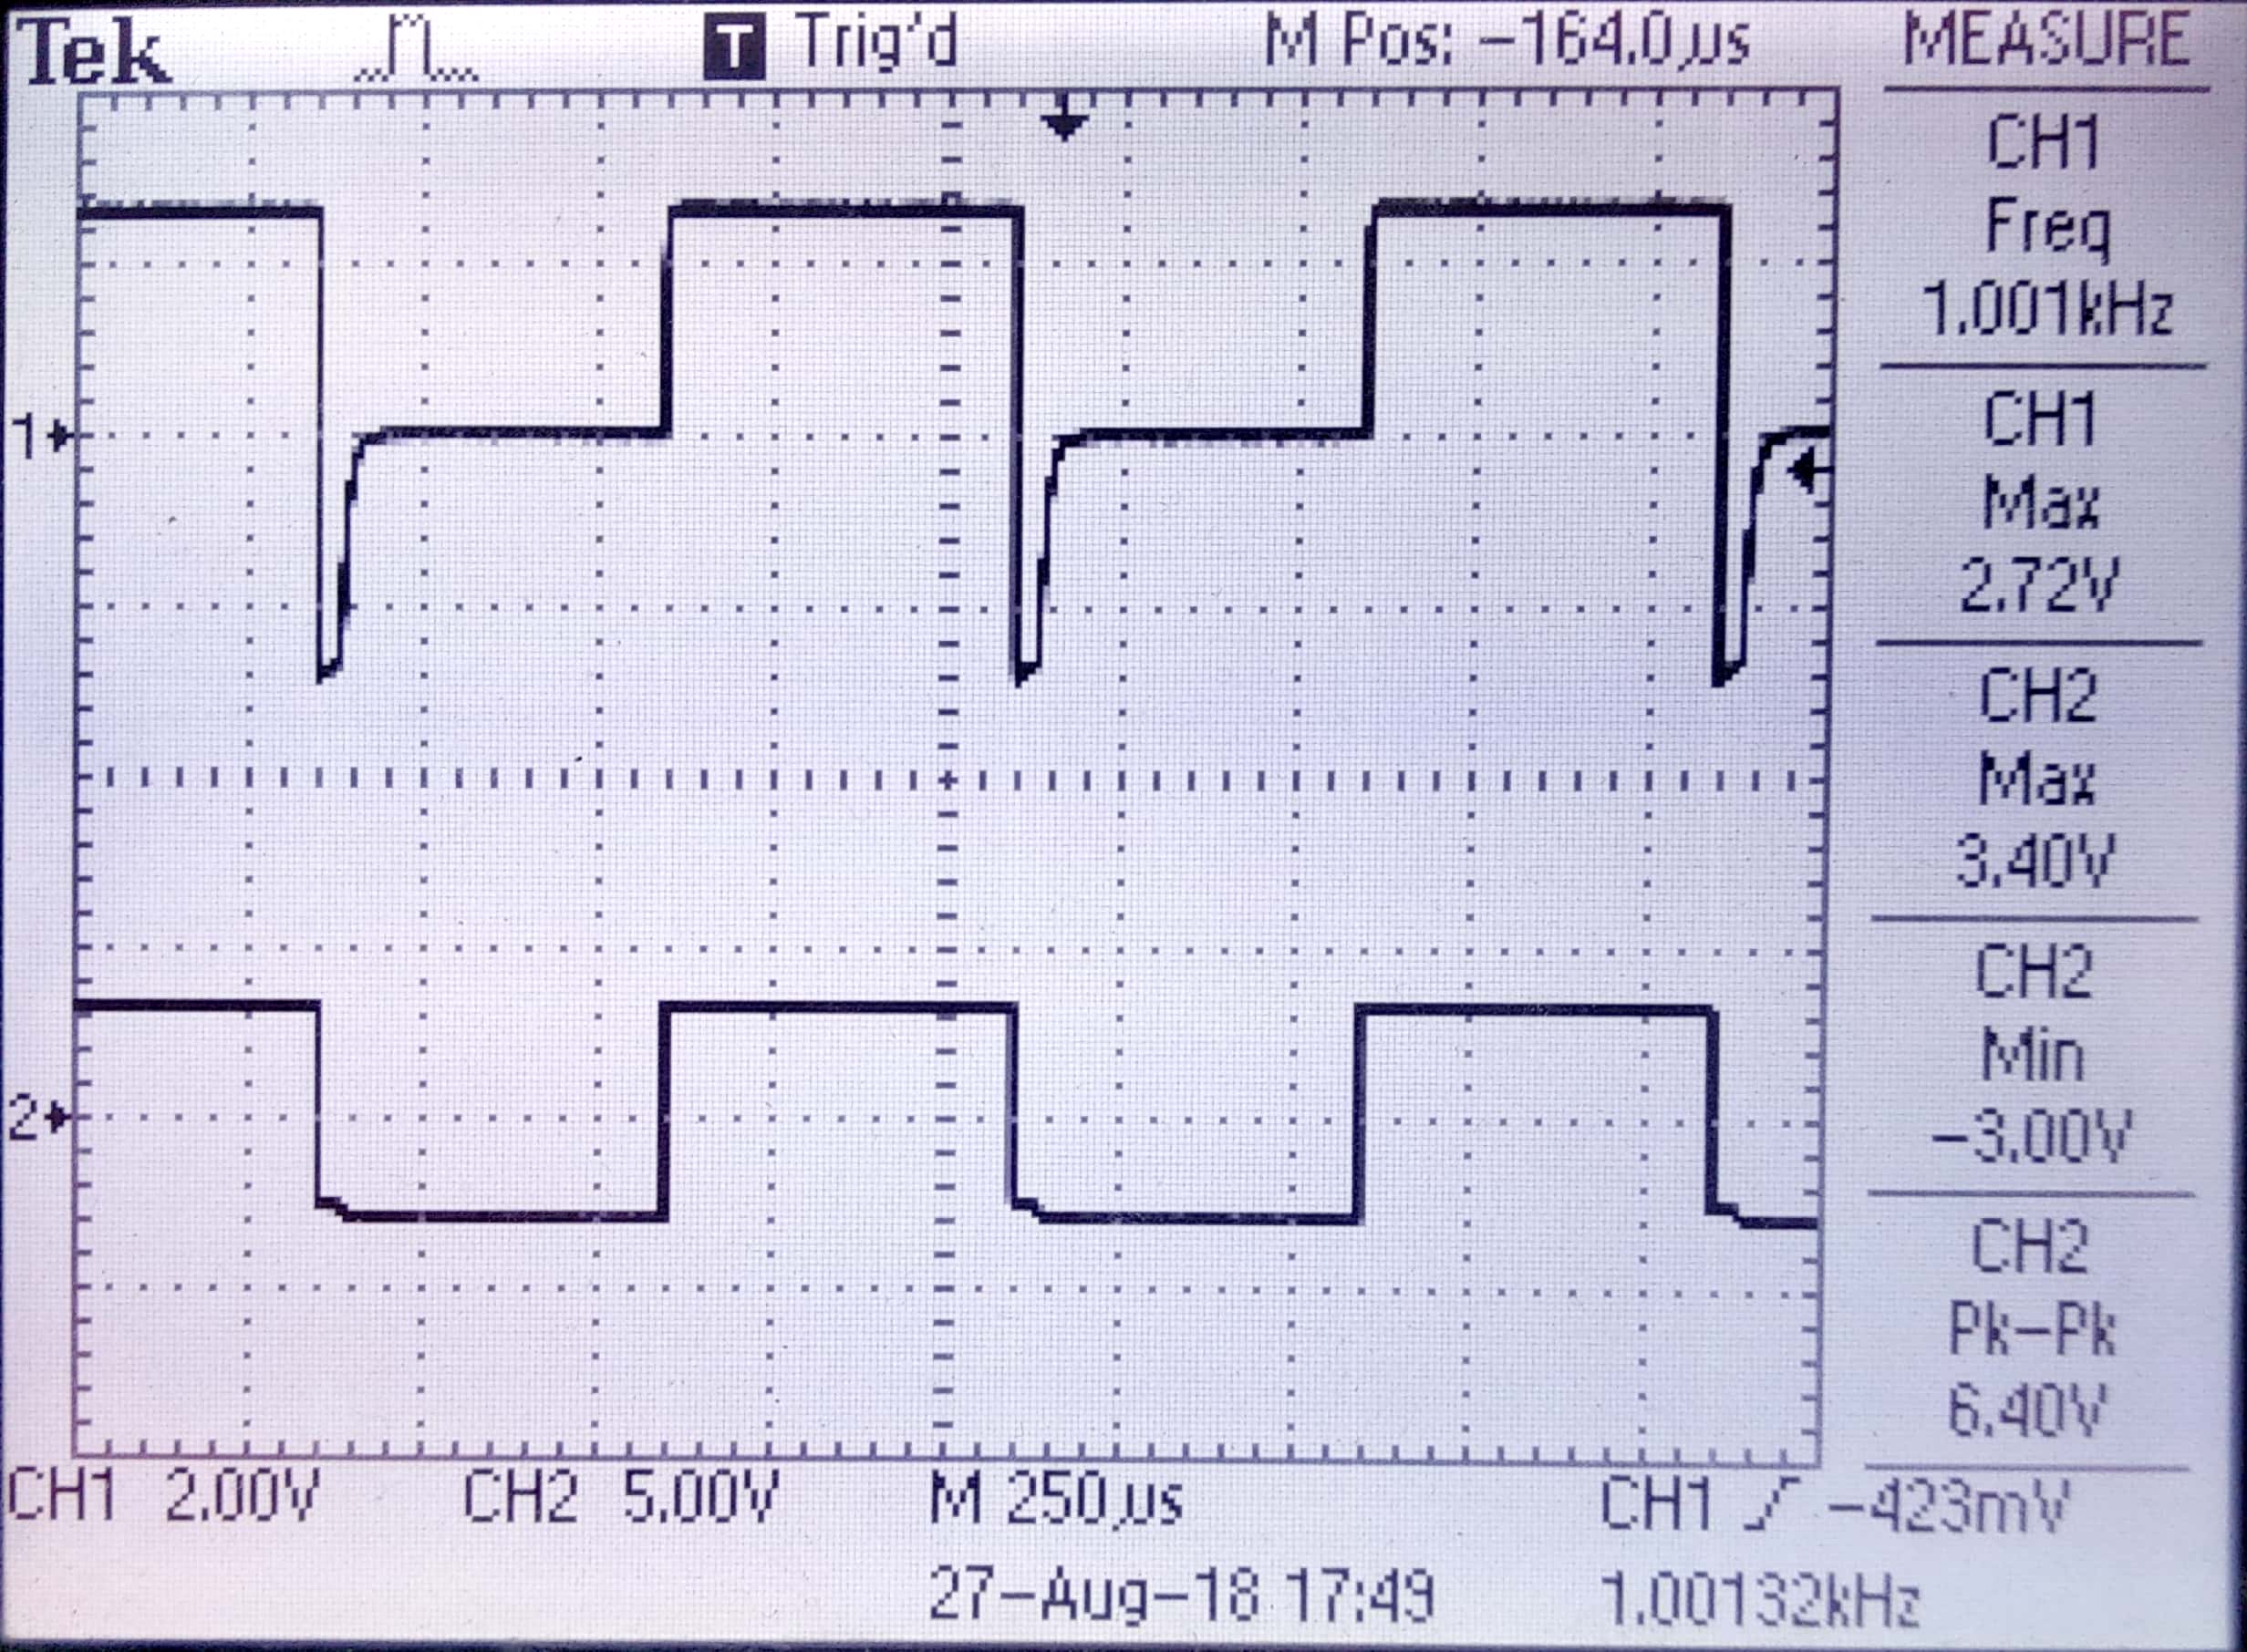 Tek T Trig'd M Pos: -164.0µs MEASURE
CH1
Freq
1.001kHz
CH1
Max
2.72V
CH2
Max
3.40V
CH2
Min
-3.00V
CH2
Pk-Pk
6.40V
1
2
CH1 2.00V CH2 5.00V M 250µs CH1 -423mV
27-Aug-18 17:49 1.00132kHz